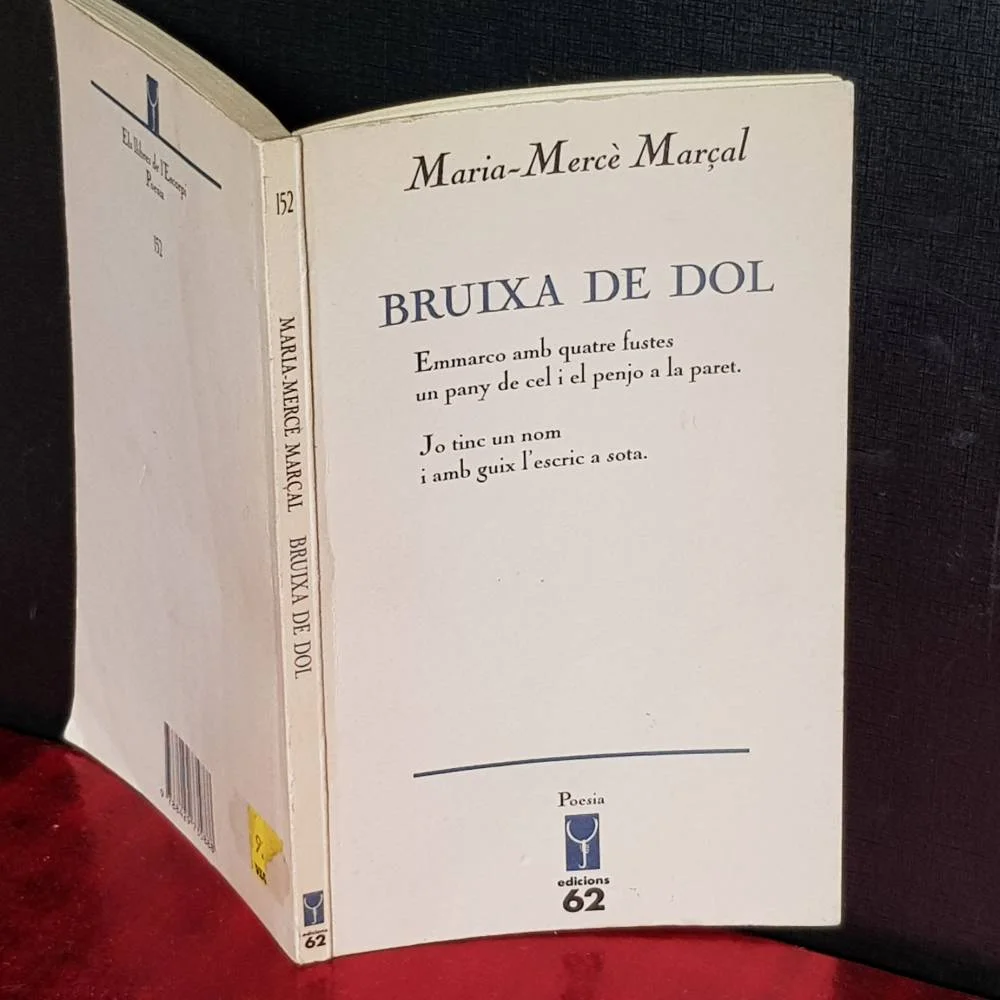 Els llibres de l'Escorpí
Poesia
152
152
MARIA-MERCÈ MARÇAL BRUIXA DE DOL
edicions
62
Maria-Mercè Marçal
BRUIXA DE DOL
Emmarco amb quatre fustes
un pany de cel i el penjo a la paret.
Jo tinc un nom
i amb guix l'escric a sota.
Poesia
edicions
62